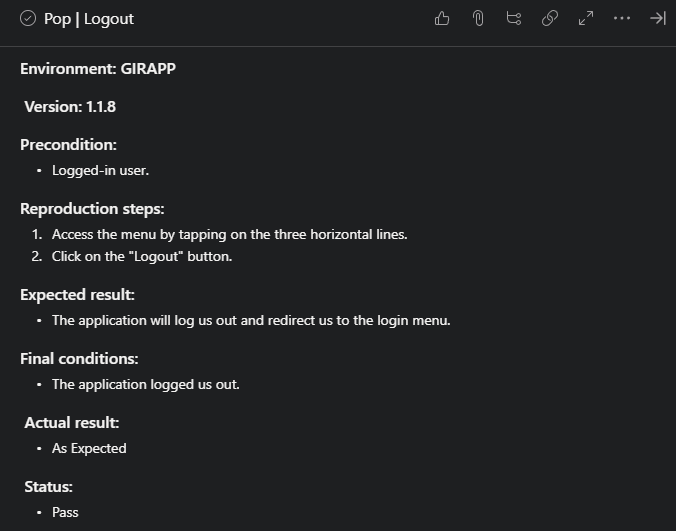 Pop | Logout
Environment: GIRAPP
Version: 1.1.8
Precondition:
• Logged-in user.
Reproduction steps:
1. Access the menu by tapping on the three horizontal lines.
2. Click on the "Logout" button.
Expected result:
• The application will log us out and redirect us to the login menu.
Final conditions:
• The application logged us out.
Actual result:
• As Expected
Status:
• Pass